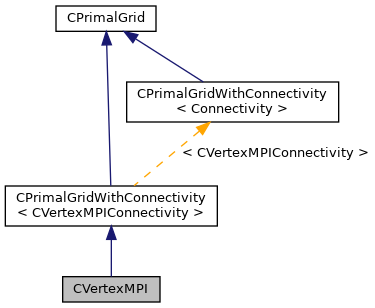 CPrimalGrid
CPrimalGridWithConnectivity
< Connectivity >
< CVertexMPIConnectivity >
CPrimalGridWithConnectivity
< CVertexMPIConnectivity >
CVertexMPI